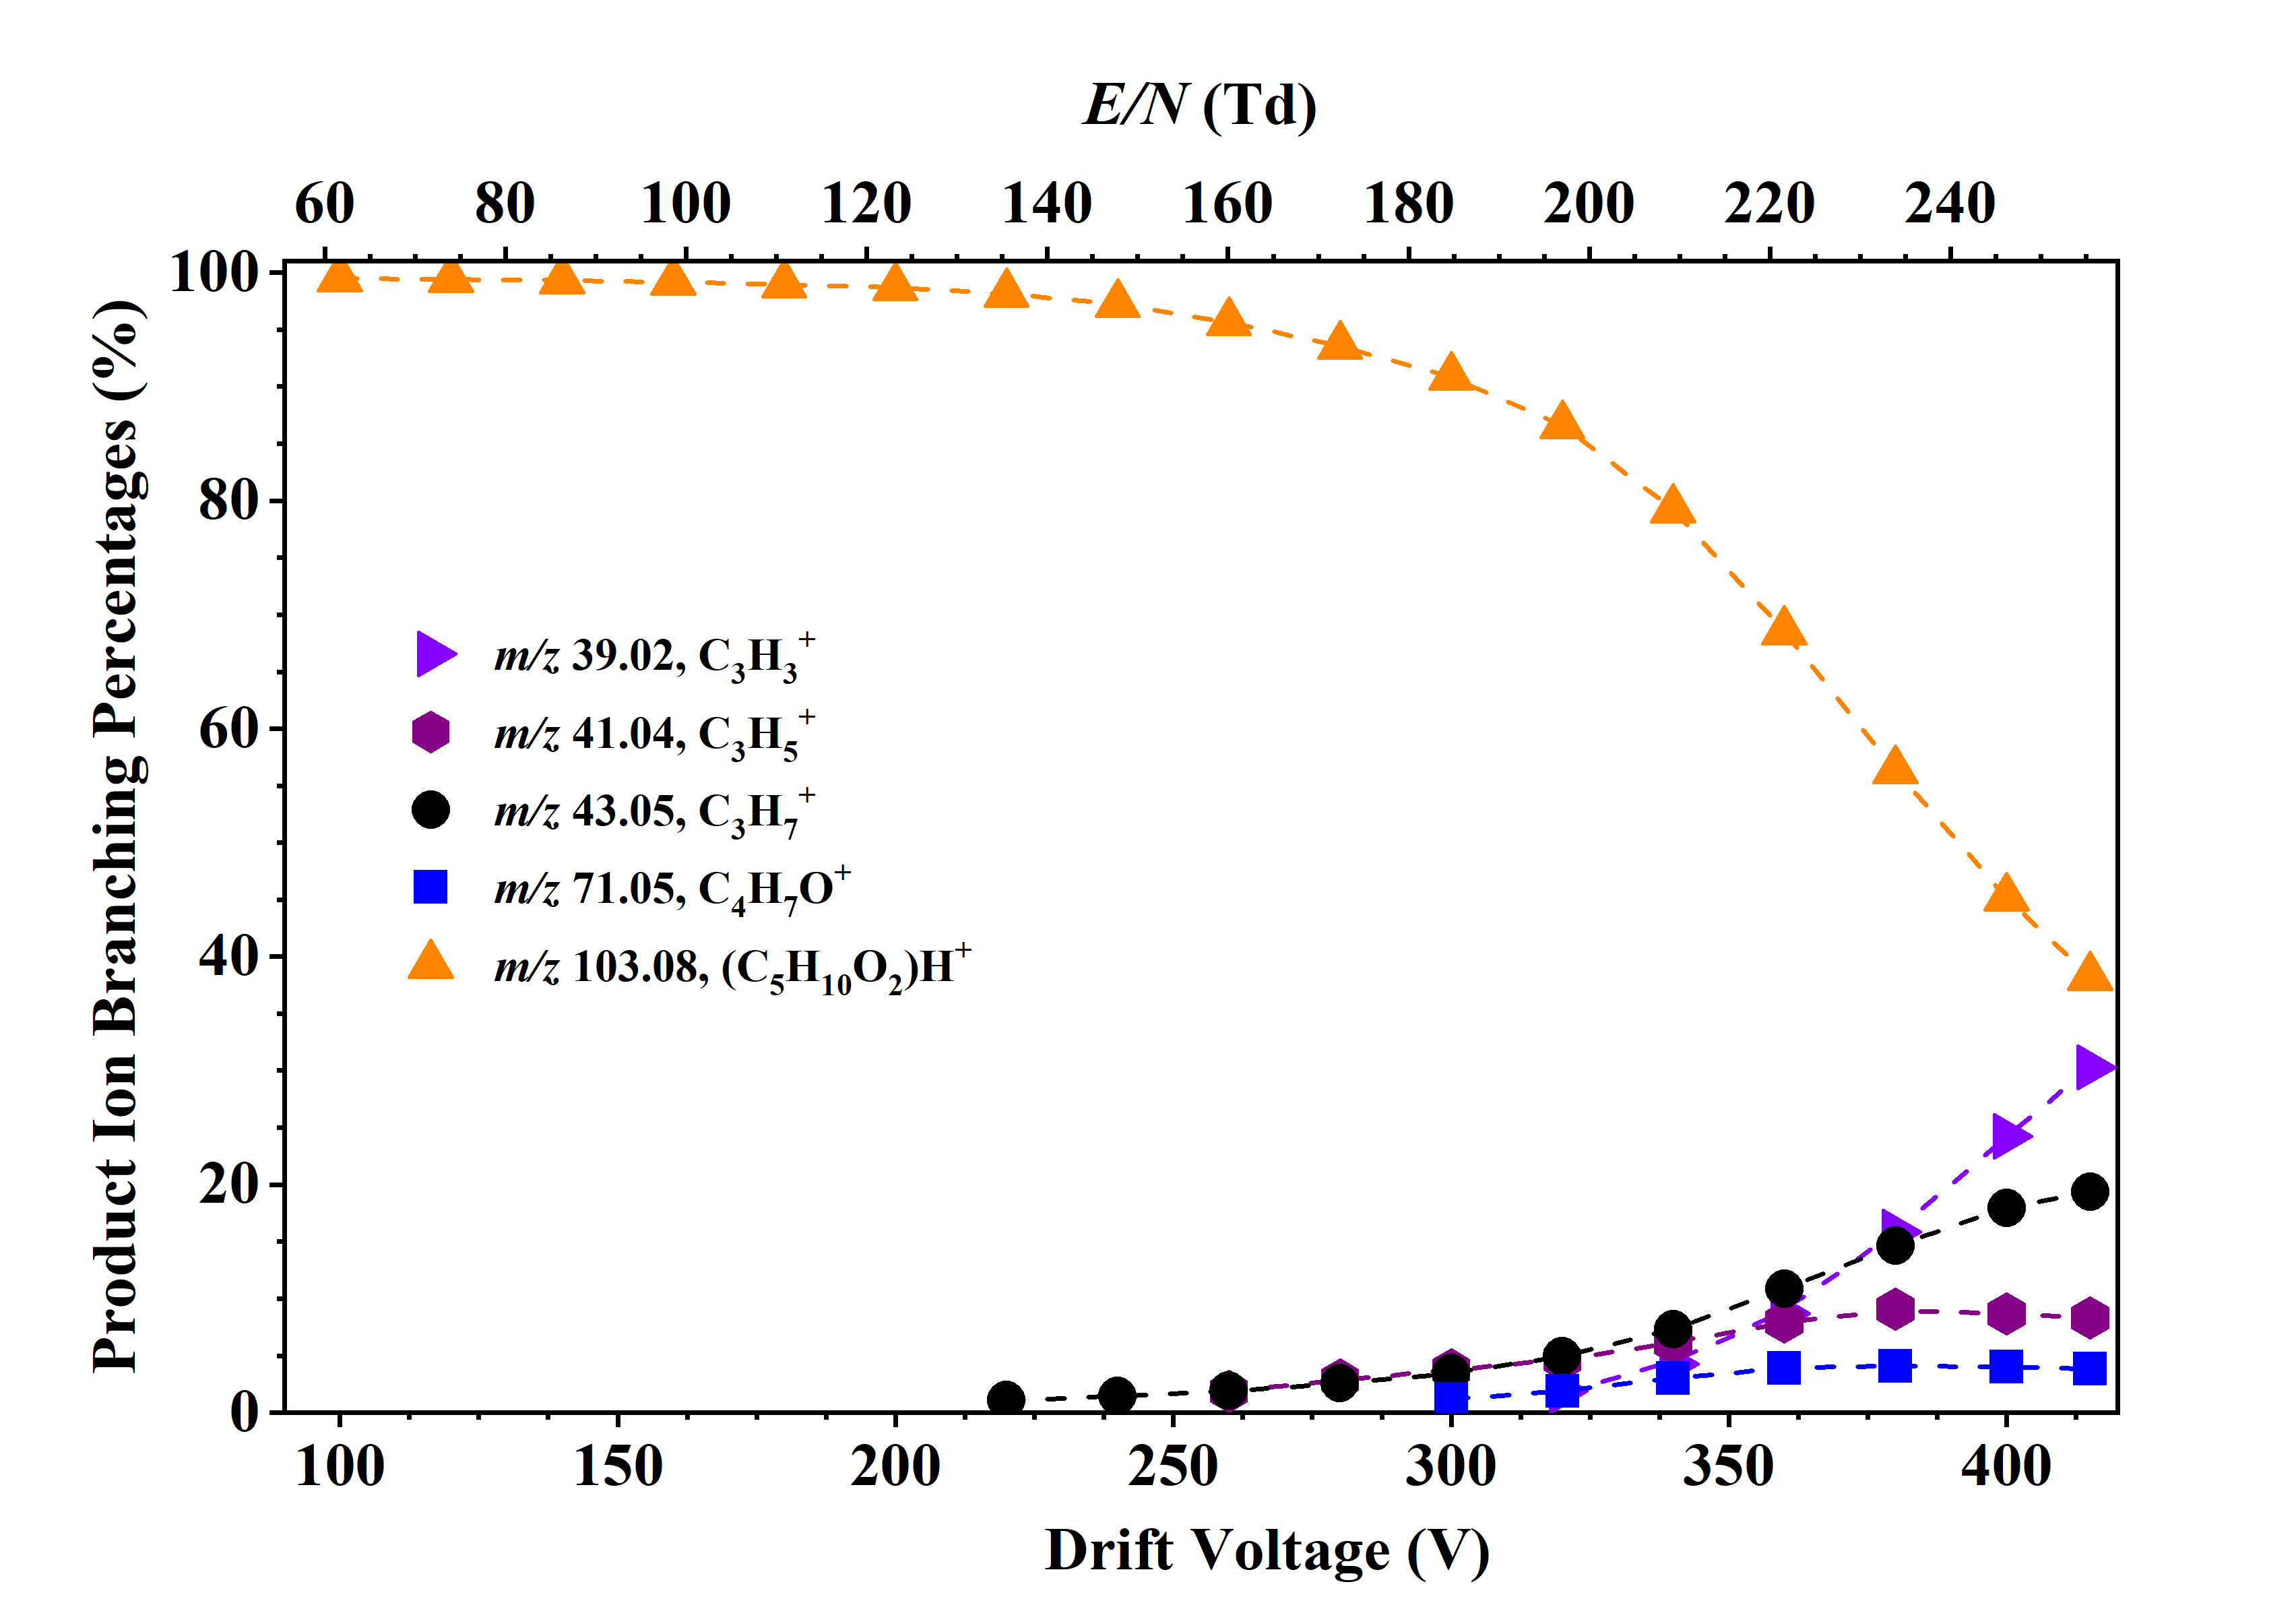 E/N (Td)
60 80 100 120 140 160 180 200 220 240
Product Ion Branching Percentages (%)
100
80
60
40
20
0
m/z 39.02, C₃H₃⁺
m/z 41.04, C₃H₅⁺
m/z 43.05, C₃H₇⁺
m/z 71.05, C₄H₇O⁺
m/z 103.08, (C₅H₁₀O₂)H⁺
100 150 200 250 300 350 400
Drift Voltage (V)